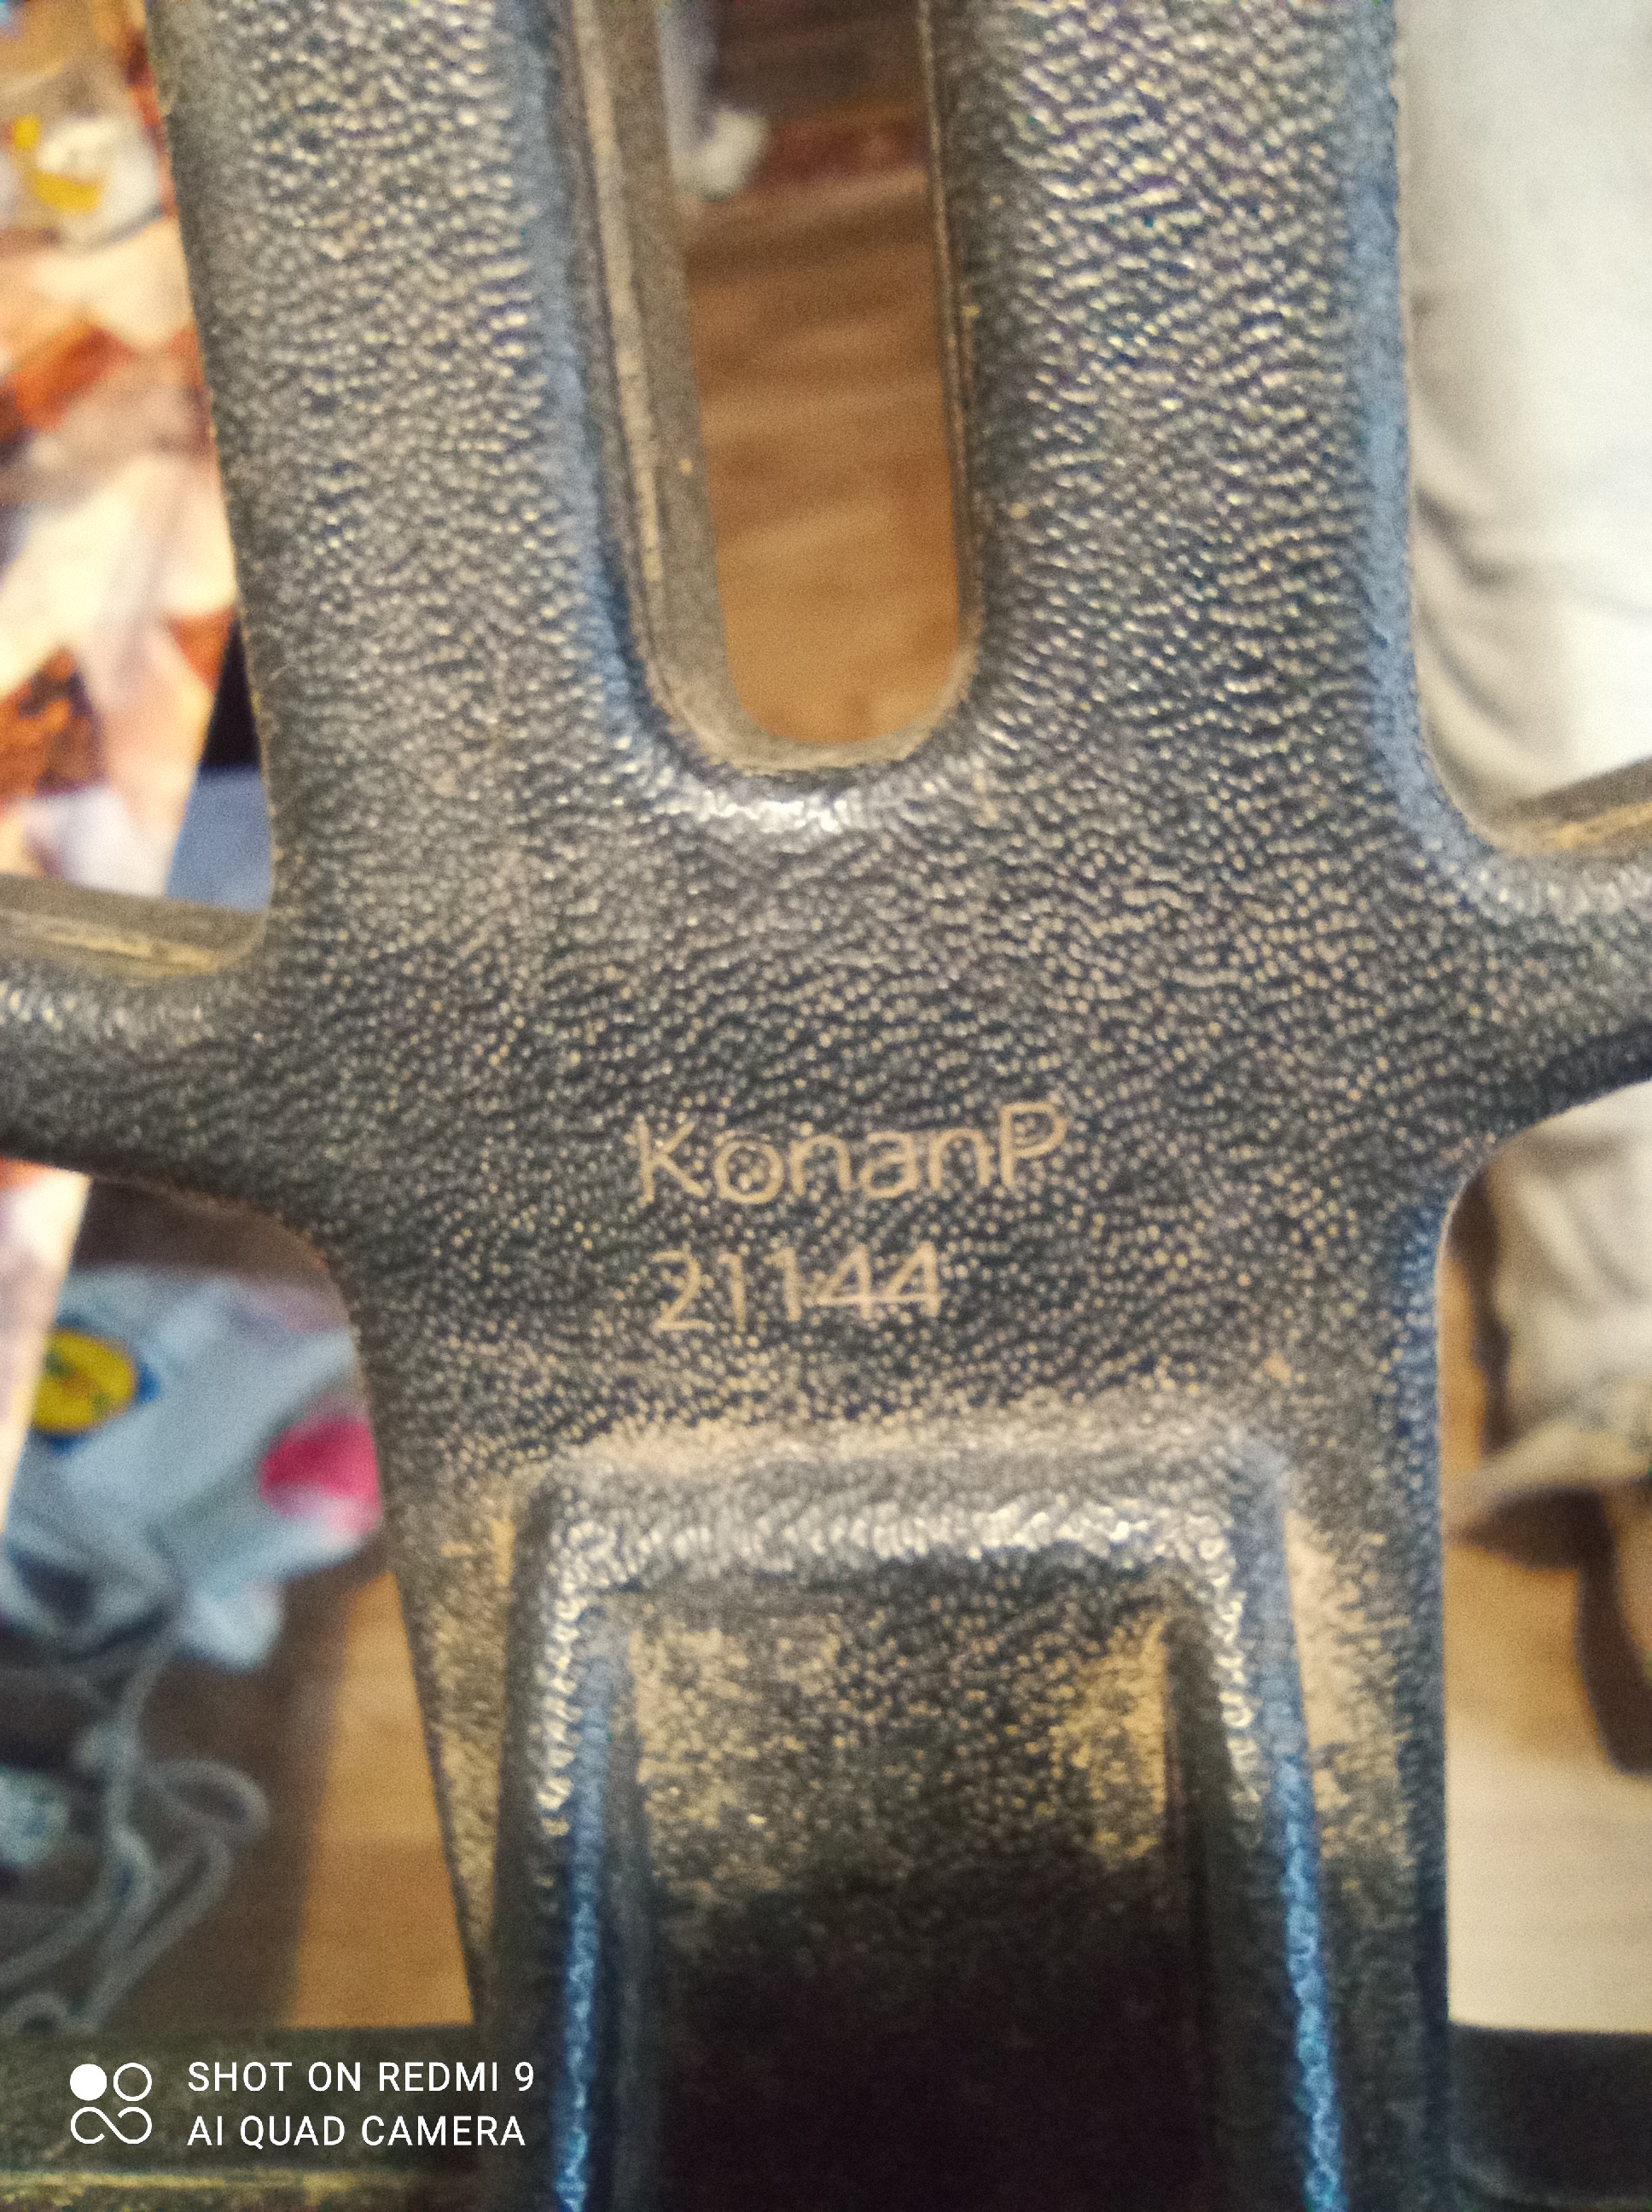 KonanP
21144
SHOT ON REDMI 9
AI QUAD CAMERA